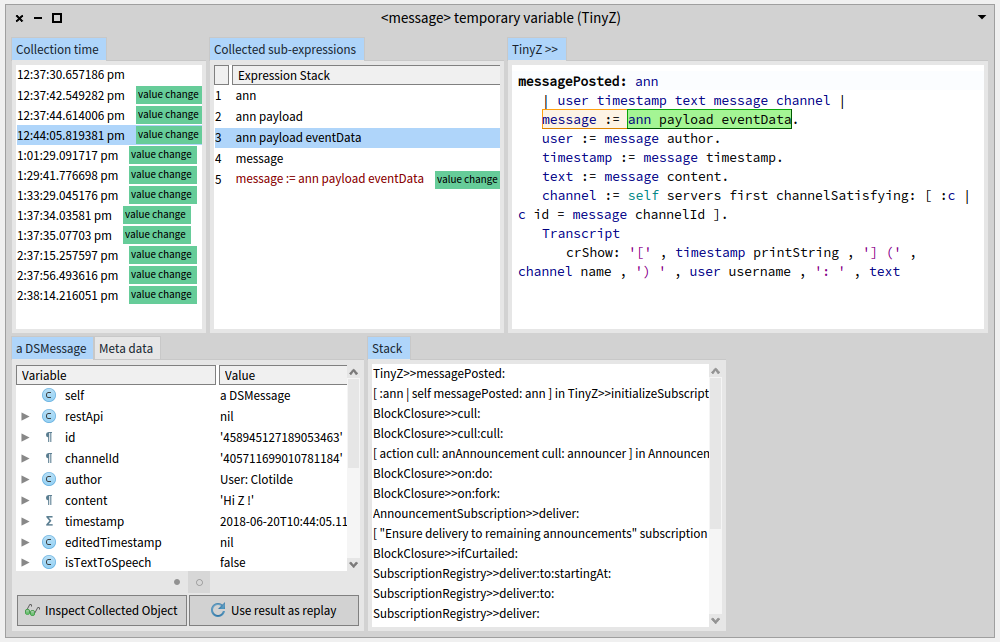 <message> temporary variable (TinyZ)
Collection time
12:37:30.657186 pm
12:37:42.549282 pm value change
12:37:44.614006 pm value change
12:44:05.819381 pm value change
1:01:29.091717 pm value change
1:29:41.776698 pm value change
1:33:29.045176 pm value change
1:37:34.03581 pm value change
1:37:35.07703 pm value change
2:37:15.257597 pm value change
2:37:56.493616 pm value change
2:38:14.216051 pm value change
Collected sub-expressions
Expression Stack
1 ann
2 ann payload
3 ann payload eventData
4 message
5 message := ann payload eventData value change
TinyZ >>
messagePosted: ann
| user timestamp text message channel |
message := ann payload eventData.
user := message author.
timestamp := message timestamp.
text := message content.
channel := self servers first channelSatisfying: [ :c |
c id = message channelId ].
Transcript
crShow: '[' , timestamp printString , '] (' ,
channel name , ') ' , user username , ': ' , text
a DSMessage Meta data
Variable Value
self a DSMessage
restApi nil
id '458945127189053463'
channelId '405711699010781184'
author User: Clotilde
content 'Hi Z !'
timestamp 2018-06-20T10:44:05.11
editedTimestamp nil
isTextToSpeech false
Inspect Collected Object Use result as replay
Stack
TinyZ>>messagePosted:
[ :ann | self messagePosted: ann ] in TinyZ>>initializeSubscript
BlockClosure>>cull:
BlockClosure>>cull:cull:
[ action cull: anAnnouncement cull: announcer ] in Announcen
BlockClosure>>on:do:
BlockClosure>>on:fork:
AnnouncementSubscription>>deliver:
[ "Ensure delivery to remaining announcements" subscription
BlockClosure>>ifCurtailed:
SubscriptionRegistry>>deliver:to:startingAt:
SubscriptionRegistry>>deliver:to:
SubscriptionRegistry>>deliver: